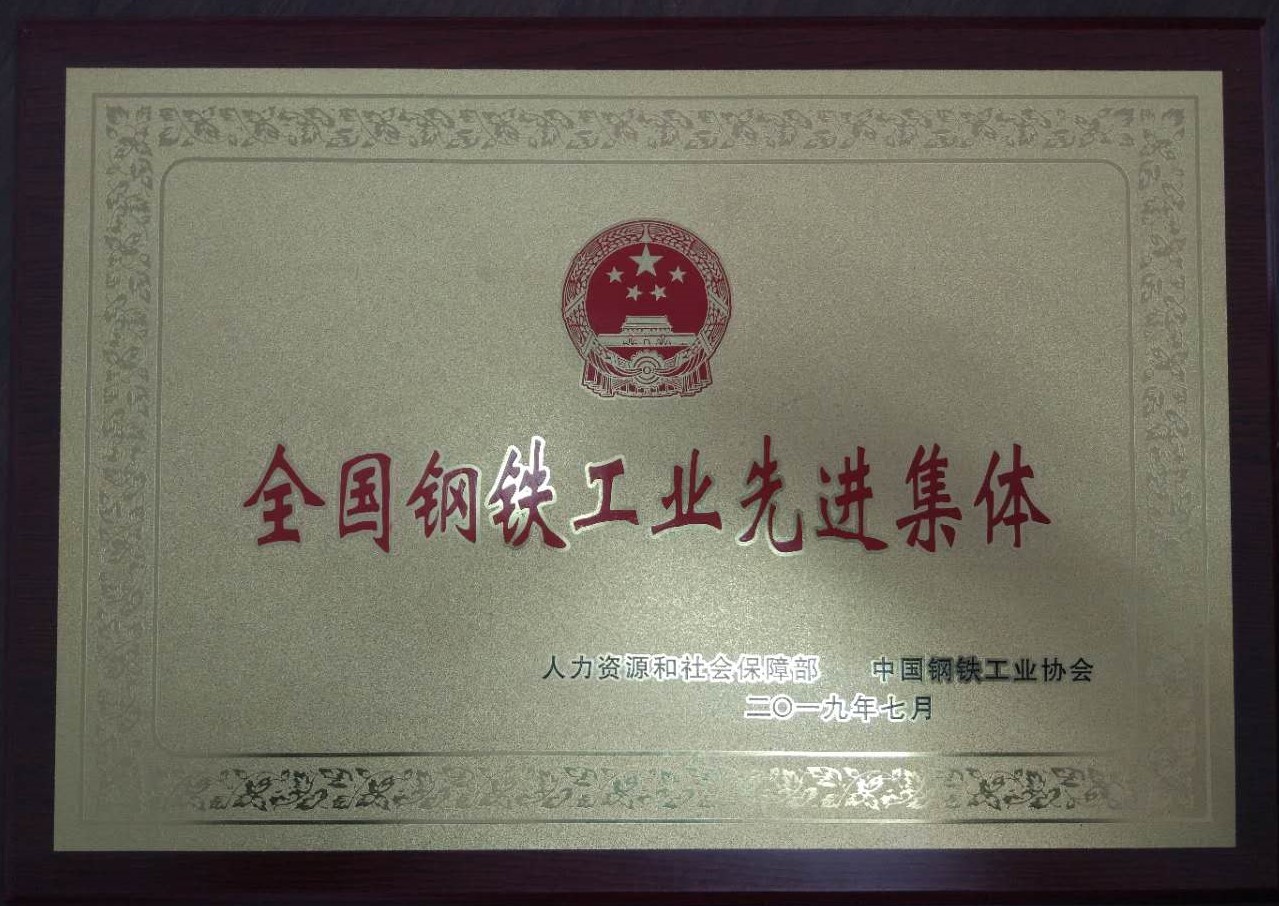 全国钢铁工业先进集体
人力资源和社会保障部 中国钢铁工业协会
二〇一九年七月